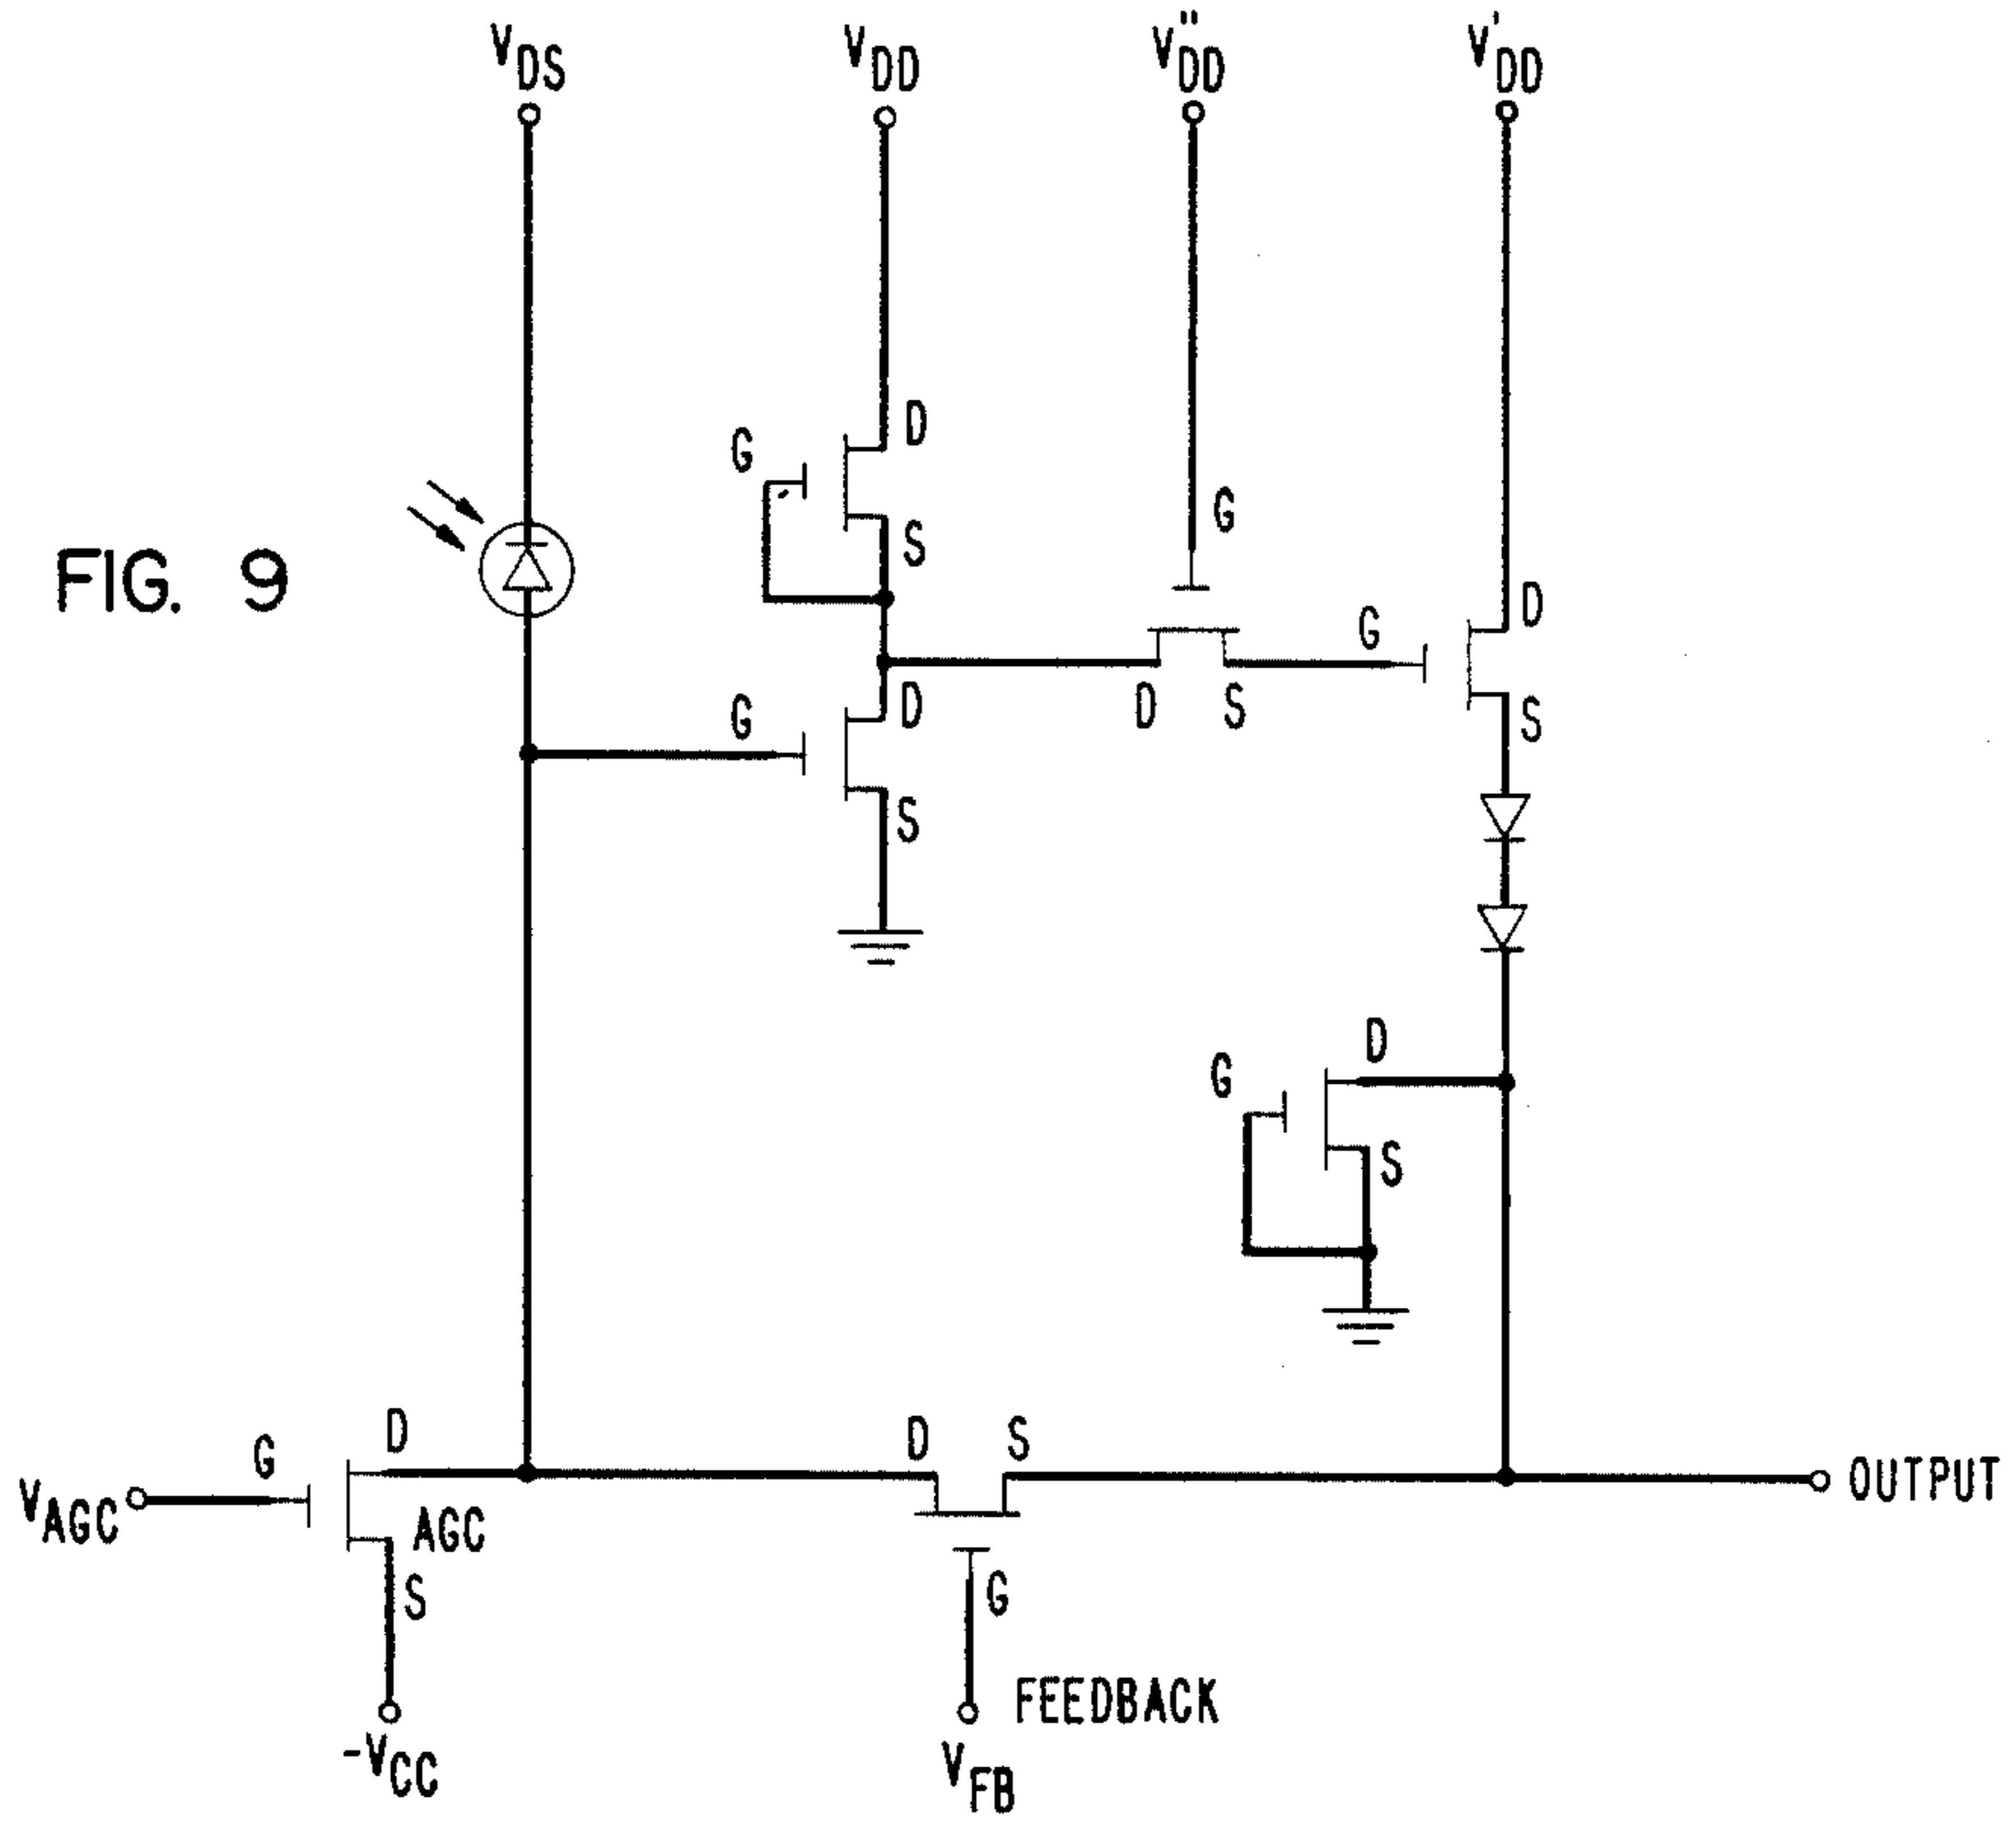 V_DS V_DD V''_DD V'_DD
G D
S
G
FIG. 9
G D
G D D S S
S
G D
S
G D D S
V_AGC AGC OUTPUT
S G
FEEDBACK
-V_CC V_FB